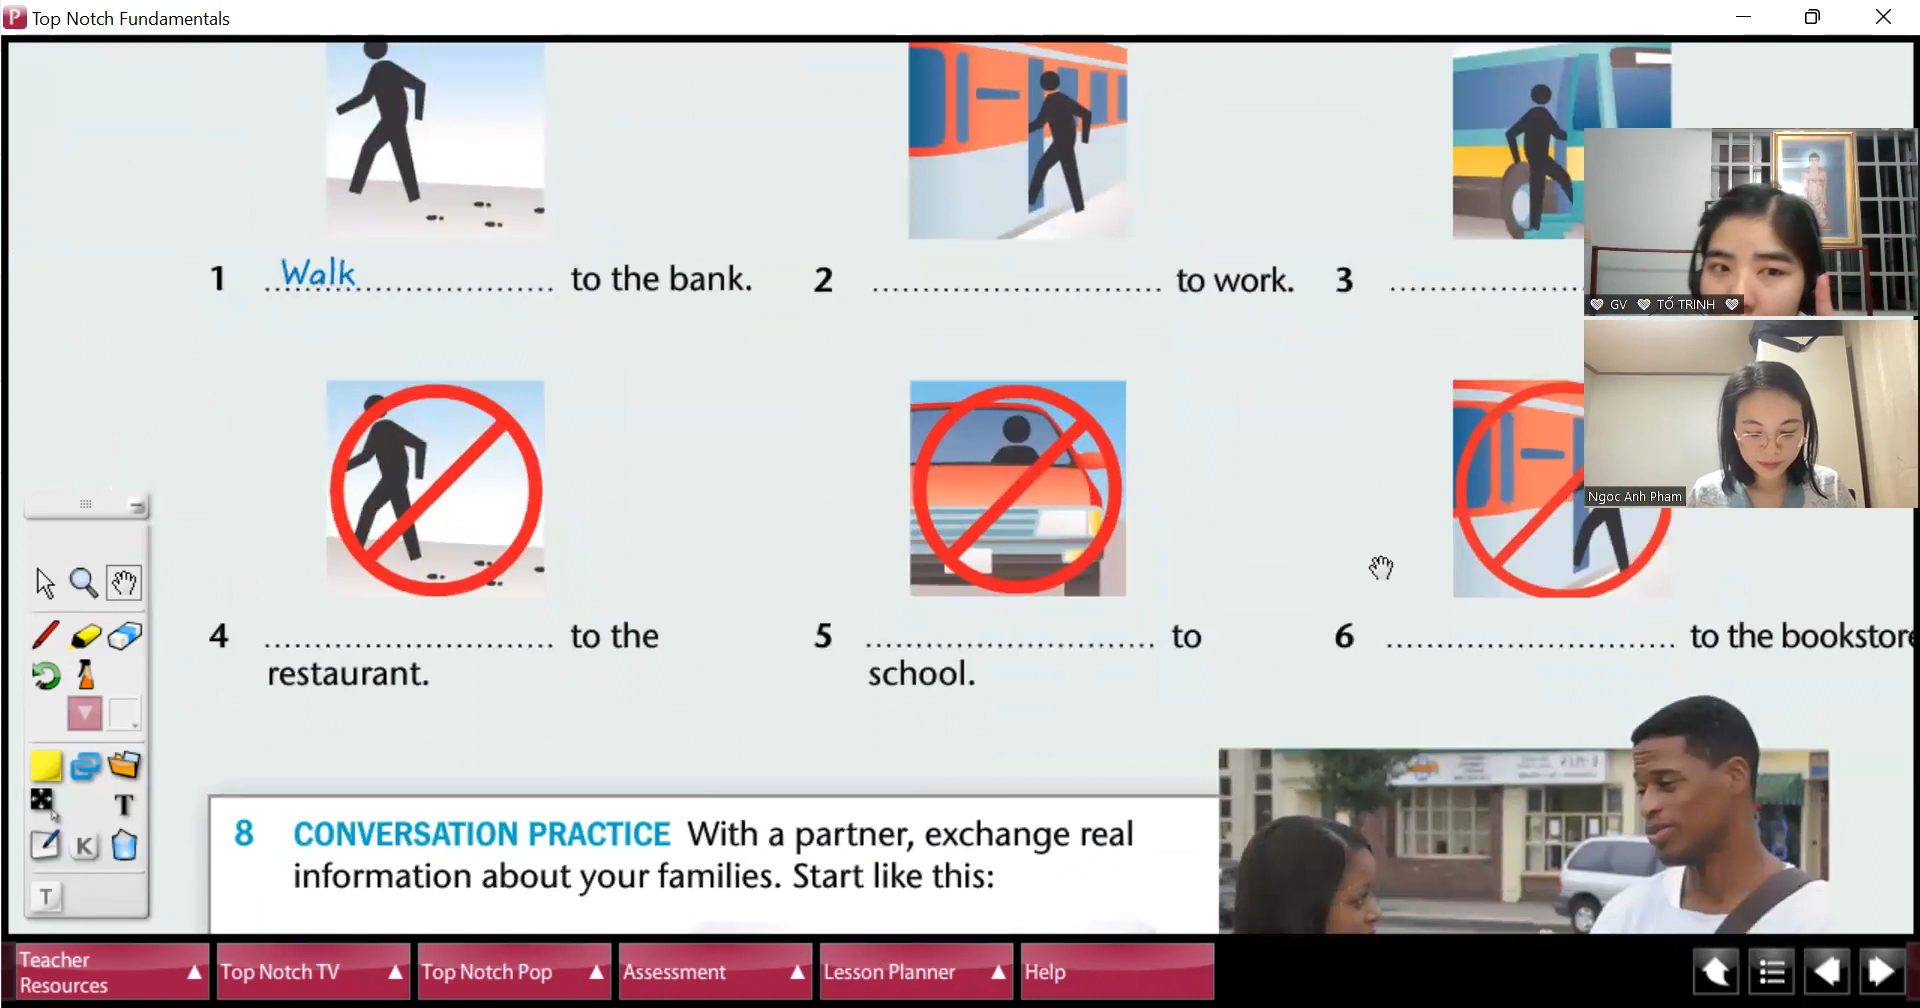 Top Notch Fundamentals
1 Walk to the bank.
2 to work.
3
GV TỐ TRINH
4 to the restaurant.
5 to school.
6 to the bookstore
Ngoc Anh Pham
8 CONVERSATION PRACTICE With a partner, exchange real
information about your families. Start like this:
T
K
T
Teacher
Resources
Top Notch TV
Top Notch Pop
Assessment
Lesson Planner
Help